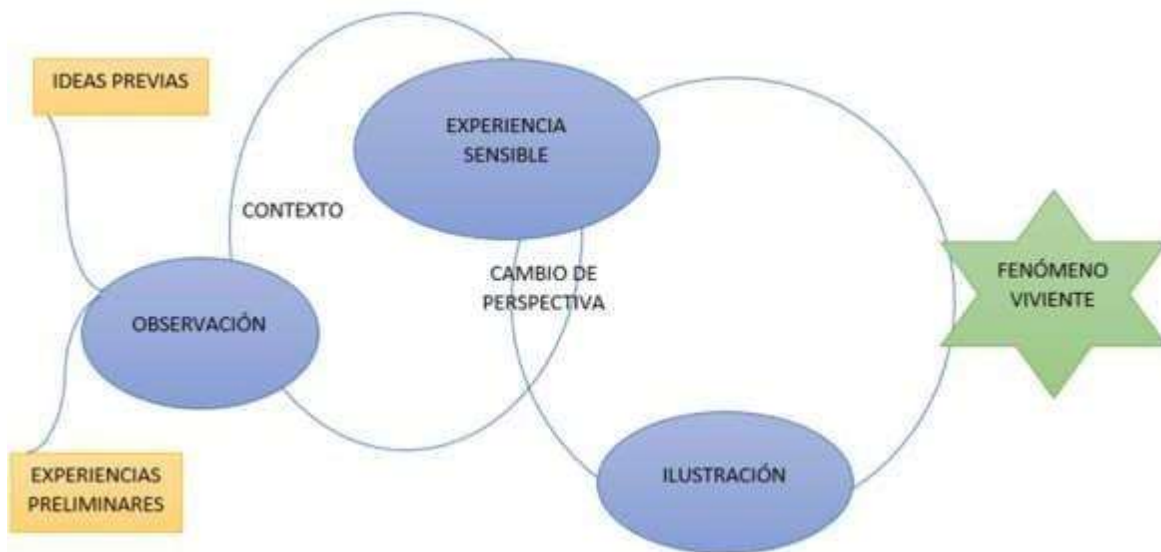 IDEAS PREVIAS
EXPERIENCIA
SENSIBLE
CONTEXTO
CAMBIO DE
PERSPECTIVA
FENÓMENO
VIVIENTE
OBSERVACIÓN
EXPERIENCIAS
PRELIMINARES
ILUSTRACIÓN